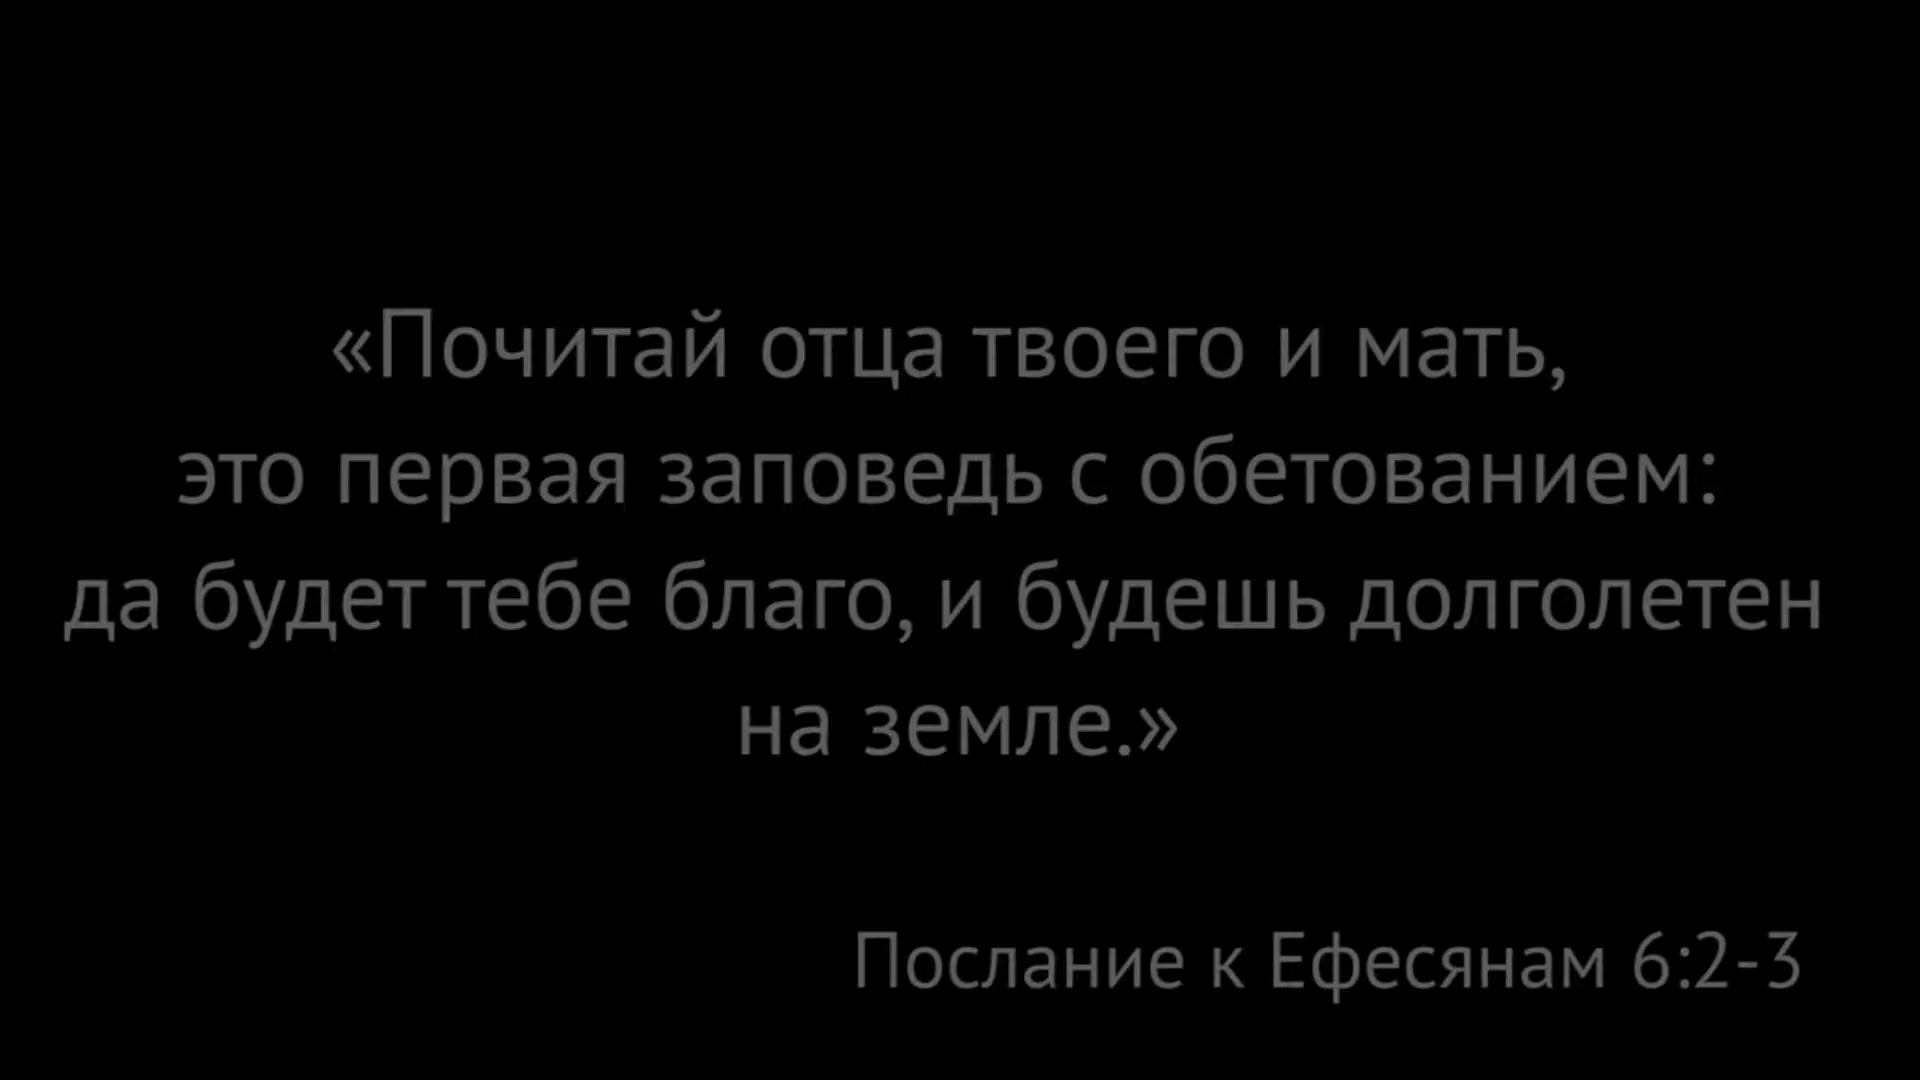 «Почитай отца твоего и мать,
это первая заповедь с обетованием:
да будет тебе благо, и будешь долголетен
на земле.»
Послание к Ефесянам 6:2-3